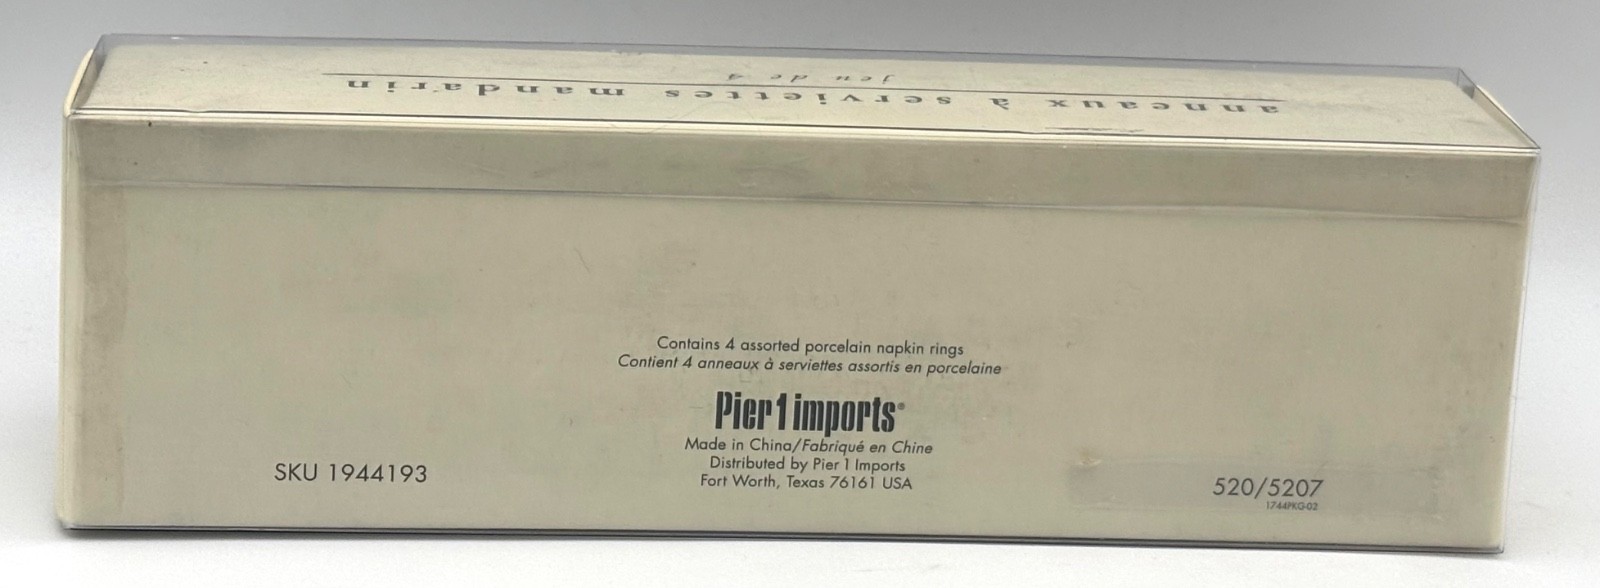 anneaux à serviettes mandarin
jeu de 4
Contains 4 assorted porcelain napkin rings
Contient 4 anneaux à serviettes assortis en porcelaine
Pier 1 imports®
Made in China/Fabriqué en Chine
Distributed by Pier 1 Imports
Fort Worth, Texas 76161 USA
SKU 1944193
520/5207
1744PKG-02